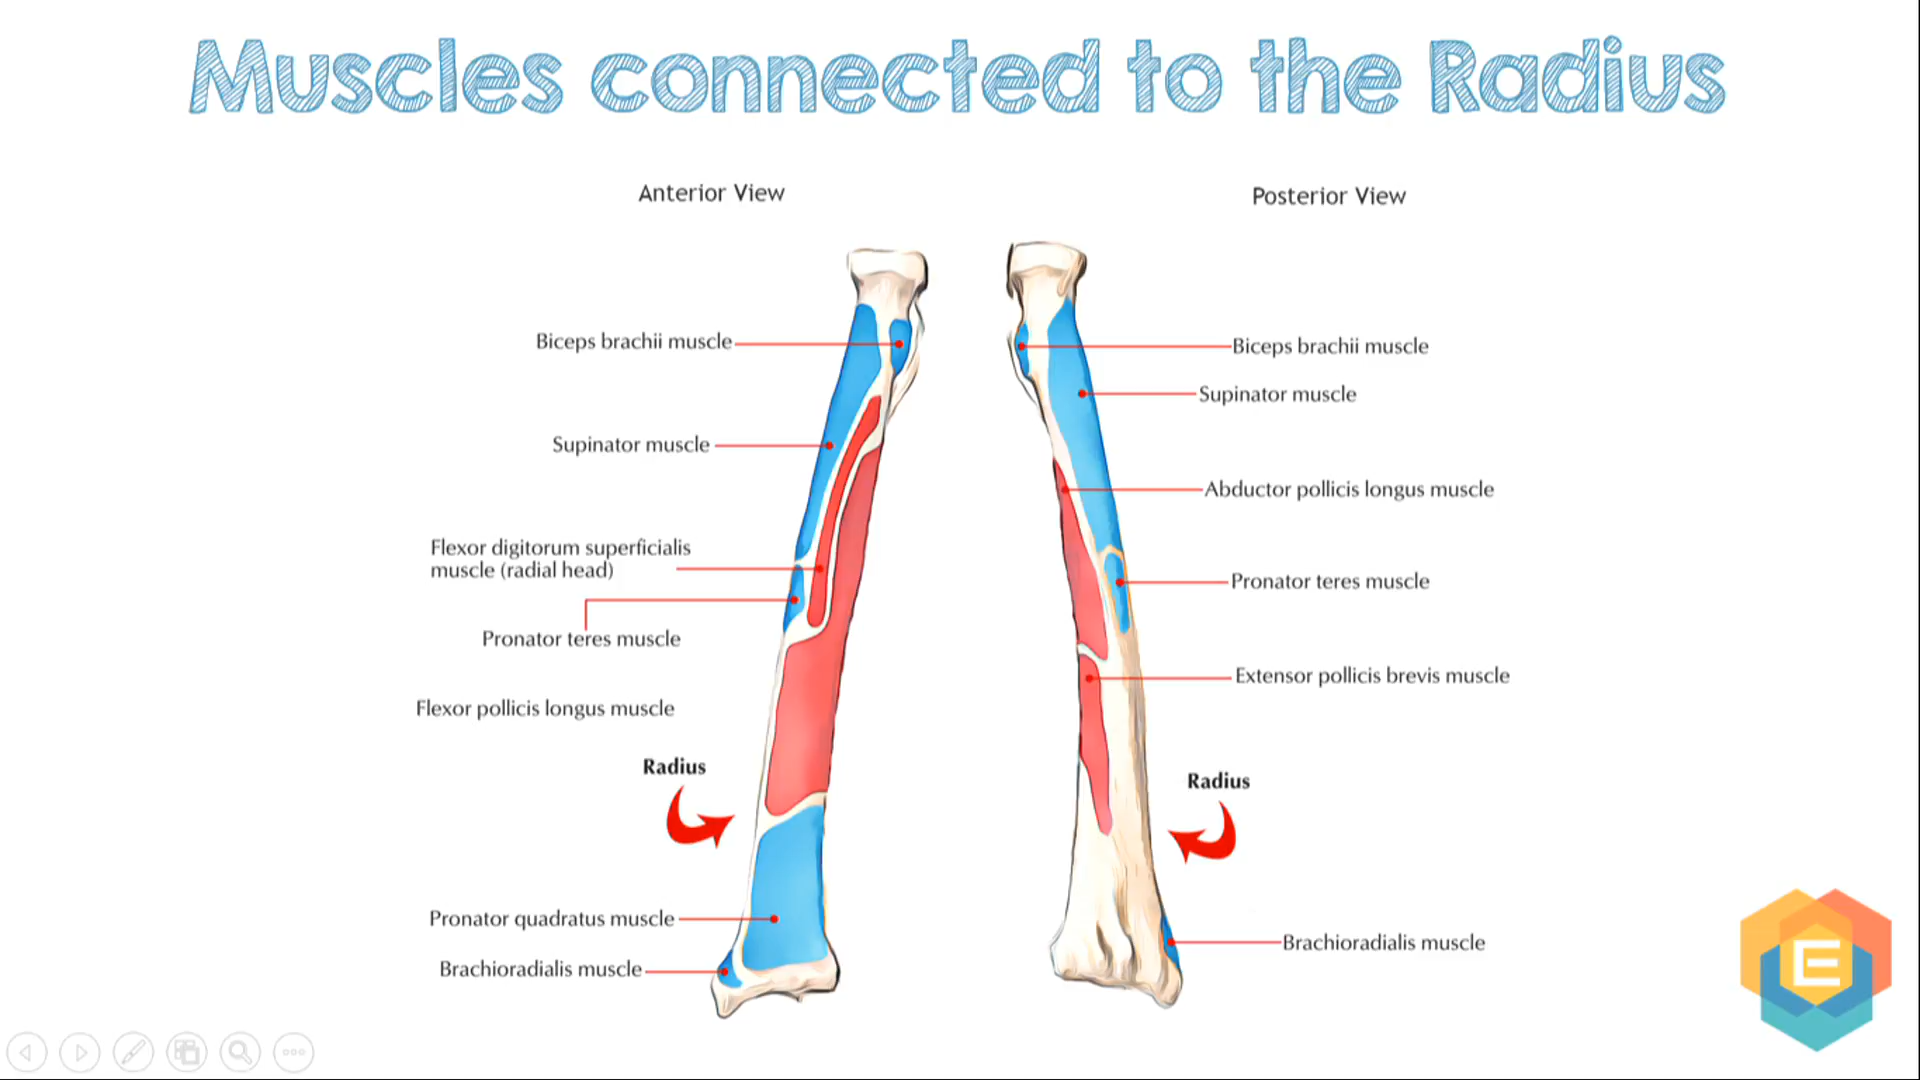 Muscles connected to the Radius
Anterior View
Biceps brachii muscle
Supinator muscle
Flexor digitorum superficialis
muscle (radial head)
Pronator teres muscle
Flexor pollicis longus muscle
Radius
Pronator quadratus muscle
Brachioradialis muscle
Posterior View
Biceps brachii muscle
Supinator muscle
Abductor pollicis longus muscle
Pronator teres muscle
Extensor pollicis brevis muscle
Radius
Brachioradialis muscle
E